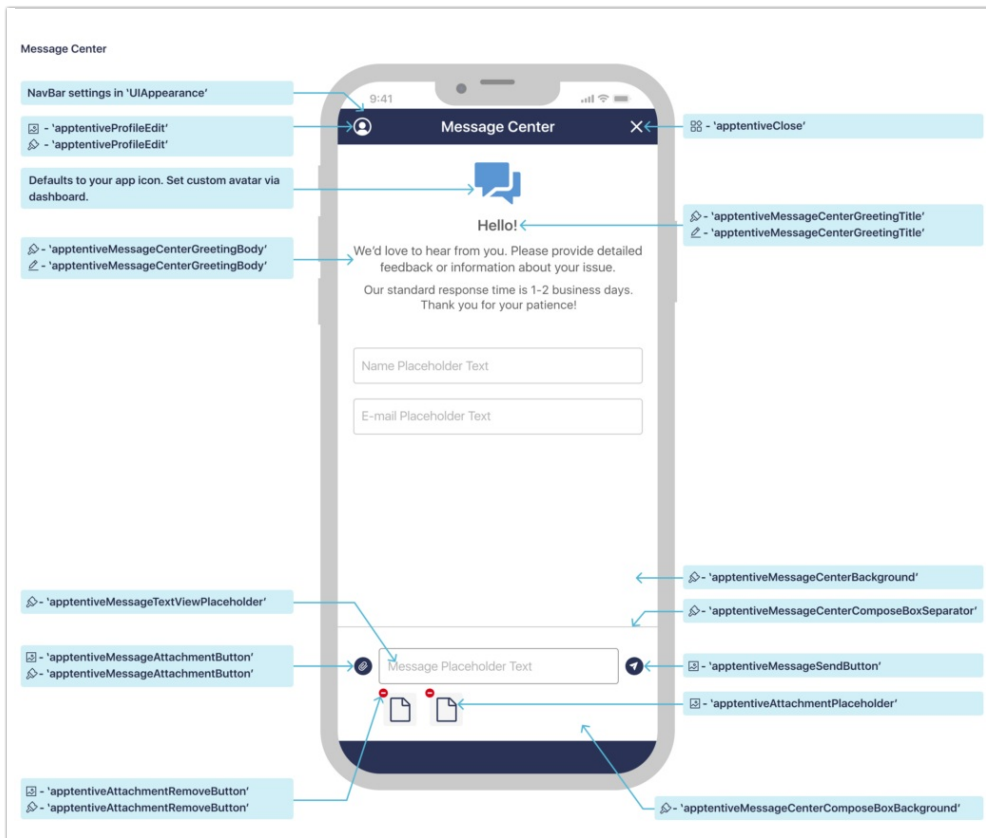 Message Center
NavBar settings in 'UIAppearance'
- 'apptentiveProfileEdit'
- 'apptentiveProfileEdit'
Defaults to your app icon. Set custom avatar via
dashboard.
- 'apptentiveMessageCenterGreetingBody'
- 'apptentiveMessageCenterGreetingBody'
- 'apptentiveMessageTextViewPlaceholder'
- 'apptentiveMessageAttachmentButton'
- 'apptentiveMessageAttachmentButton'
- 'apptentiveAttachmentRemoveButton'
- 'apptentiveAttachmentRemoveButton'
9:41
Message Center
Hello!
We'd love to hear from you. Please provide detailed
feedback or information about your issue.
Our standard response time is 1-2 business days.
Thank you for your patience!
Name Placeholder Text
E-mail Placeholder Text
Message Placeholder Text
- 'apptentiveClose'
- 'apptentiveMessageCenterGreetingTitle'
- 'apptentiveMessageCenterGreetingTitle'
- 'apptentiveMessageCenterBackground'
- 'apptentiveMessageCenterComposeBoxSeparator'
- 'apptentiveMessageSendButton'
- 'apptentiveAttachmentPlaceholder'
- 'apptentiveMessageCenterComposeBoxBackground'